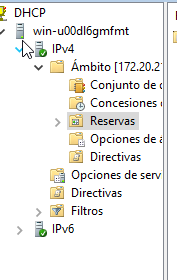 DHCP
win-u00dl6gmfmt
IPv4
Ámbito [172.20.21
Conjunto de d
Concesiones d
Reservas
Opciones de á
Directivas
Opciones de serv
Directivas
Filtros
IPv6